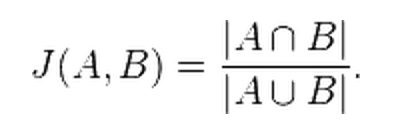 J(A, B) = |A ∩ B| / |A ∪ B|.